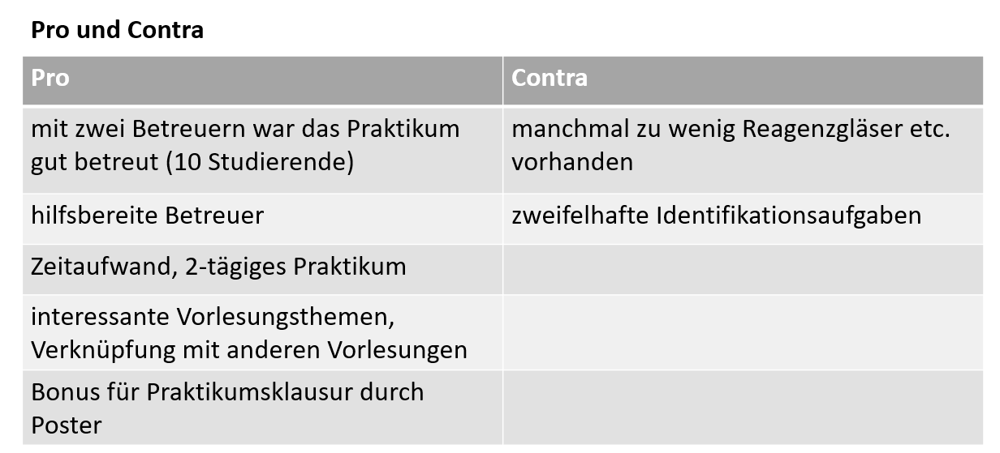 Pro und Contra
Pro
Contra
mit zwei Betreuern war das Praktikum
gut betreut (10 Studierende)
manchmal zu wenig Reagenzgläser etc.
vorhanden
hilfsbereite Betreuer
zweifelhafte Identifikationsaufgaben
Zeitaufwand, 2-tägiges Praktikum
interessante Vorlesungsthemen,
Verknüpfung mit anderen Vorlesungen
Bonus für Praktikumsklausur durch
Poster